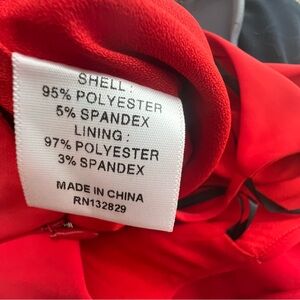 SHELL :
95% POLYESTER
5% SPANDEX
LINING :
97% POLYESTER
3% SPANDEX
MADE IN CHINA
RN132829